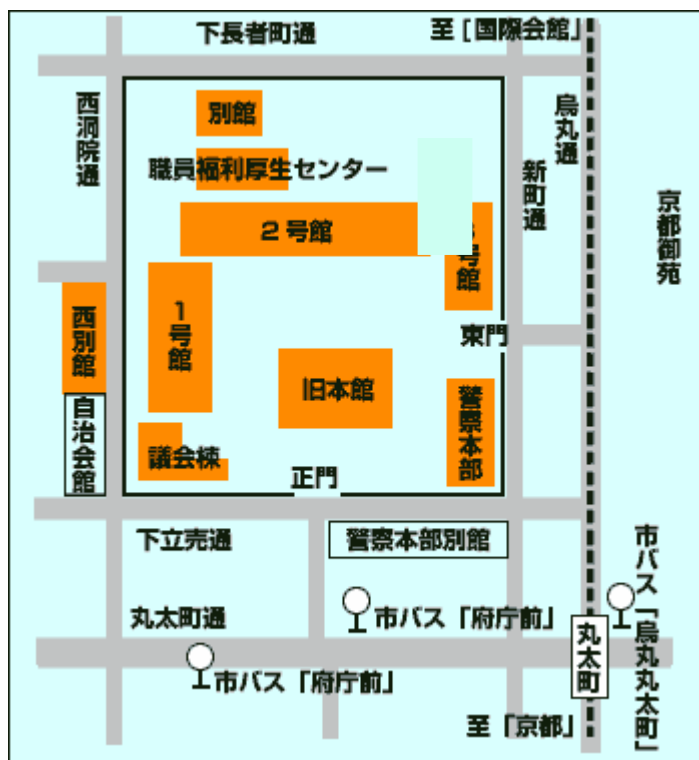 下長者町通
至［国際会館」
西洞院通
烏丸通
新町通
京都御苑
別館
職員福利厚生センター
2号館
号館
1号館
西別館
自治会館
東門
旧本館
警察本部
議会棟
正門
下立売通
警察本部別館
市バス「烏丸丸太町」
丸太町通
市バス「府庁前」
丸太町
市バス「府庁前」
至「京都」